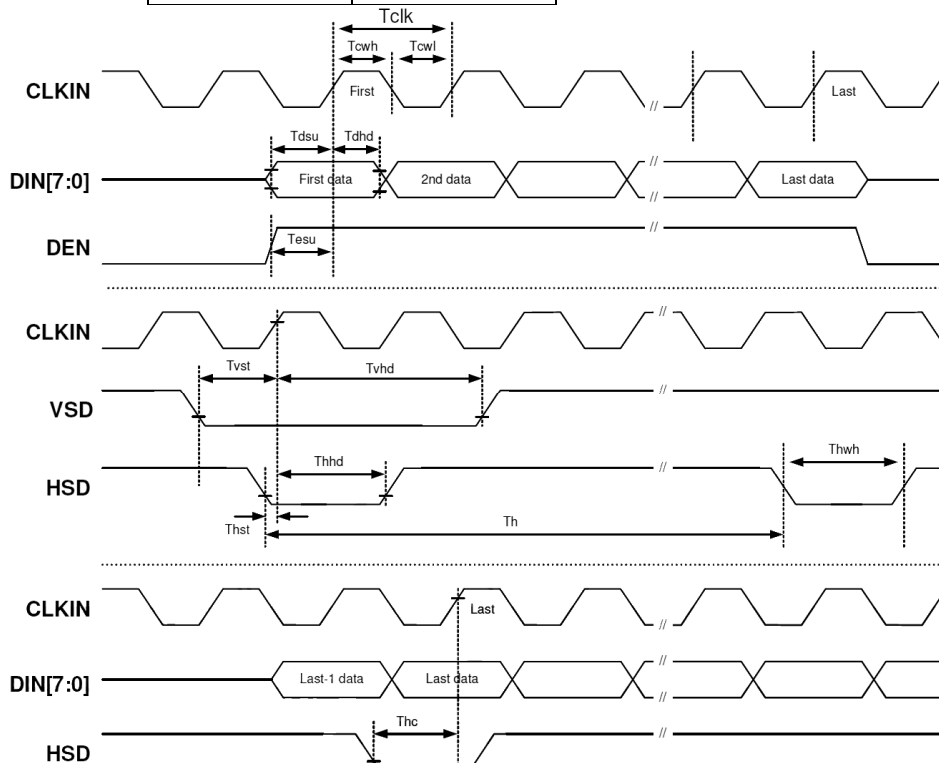 Tclk
Tcwh Tcwl
CLKIN First // Last
Tdsu Tdhd
DIN[7:0] First data 2nd data // Last data //
DEN Tesu //
CLKIN //
Tvst Tvhd
VSD //
Thhd Thwh
HSD //
Thst Th
CLKIN Last //
DIN[7:0] Last-1 data Last data // //
Thc
HSD //